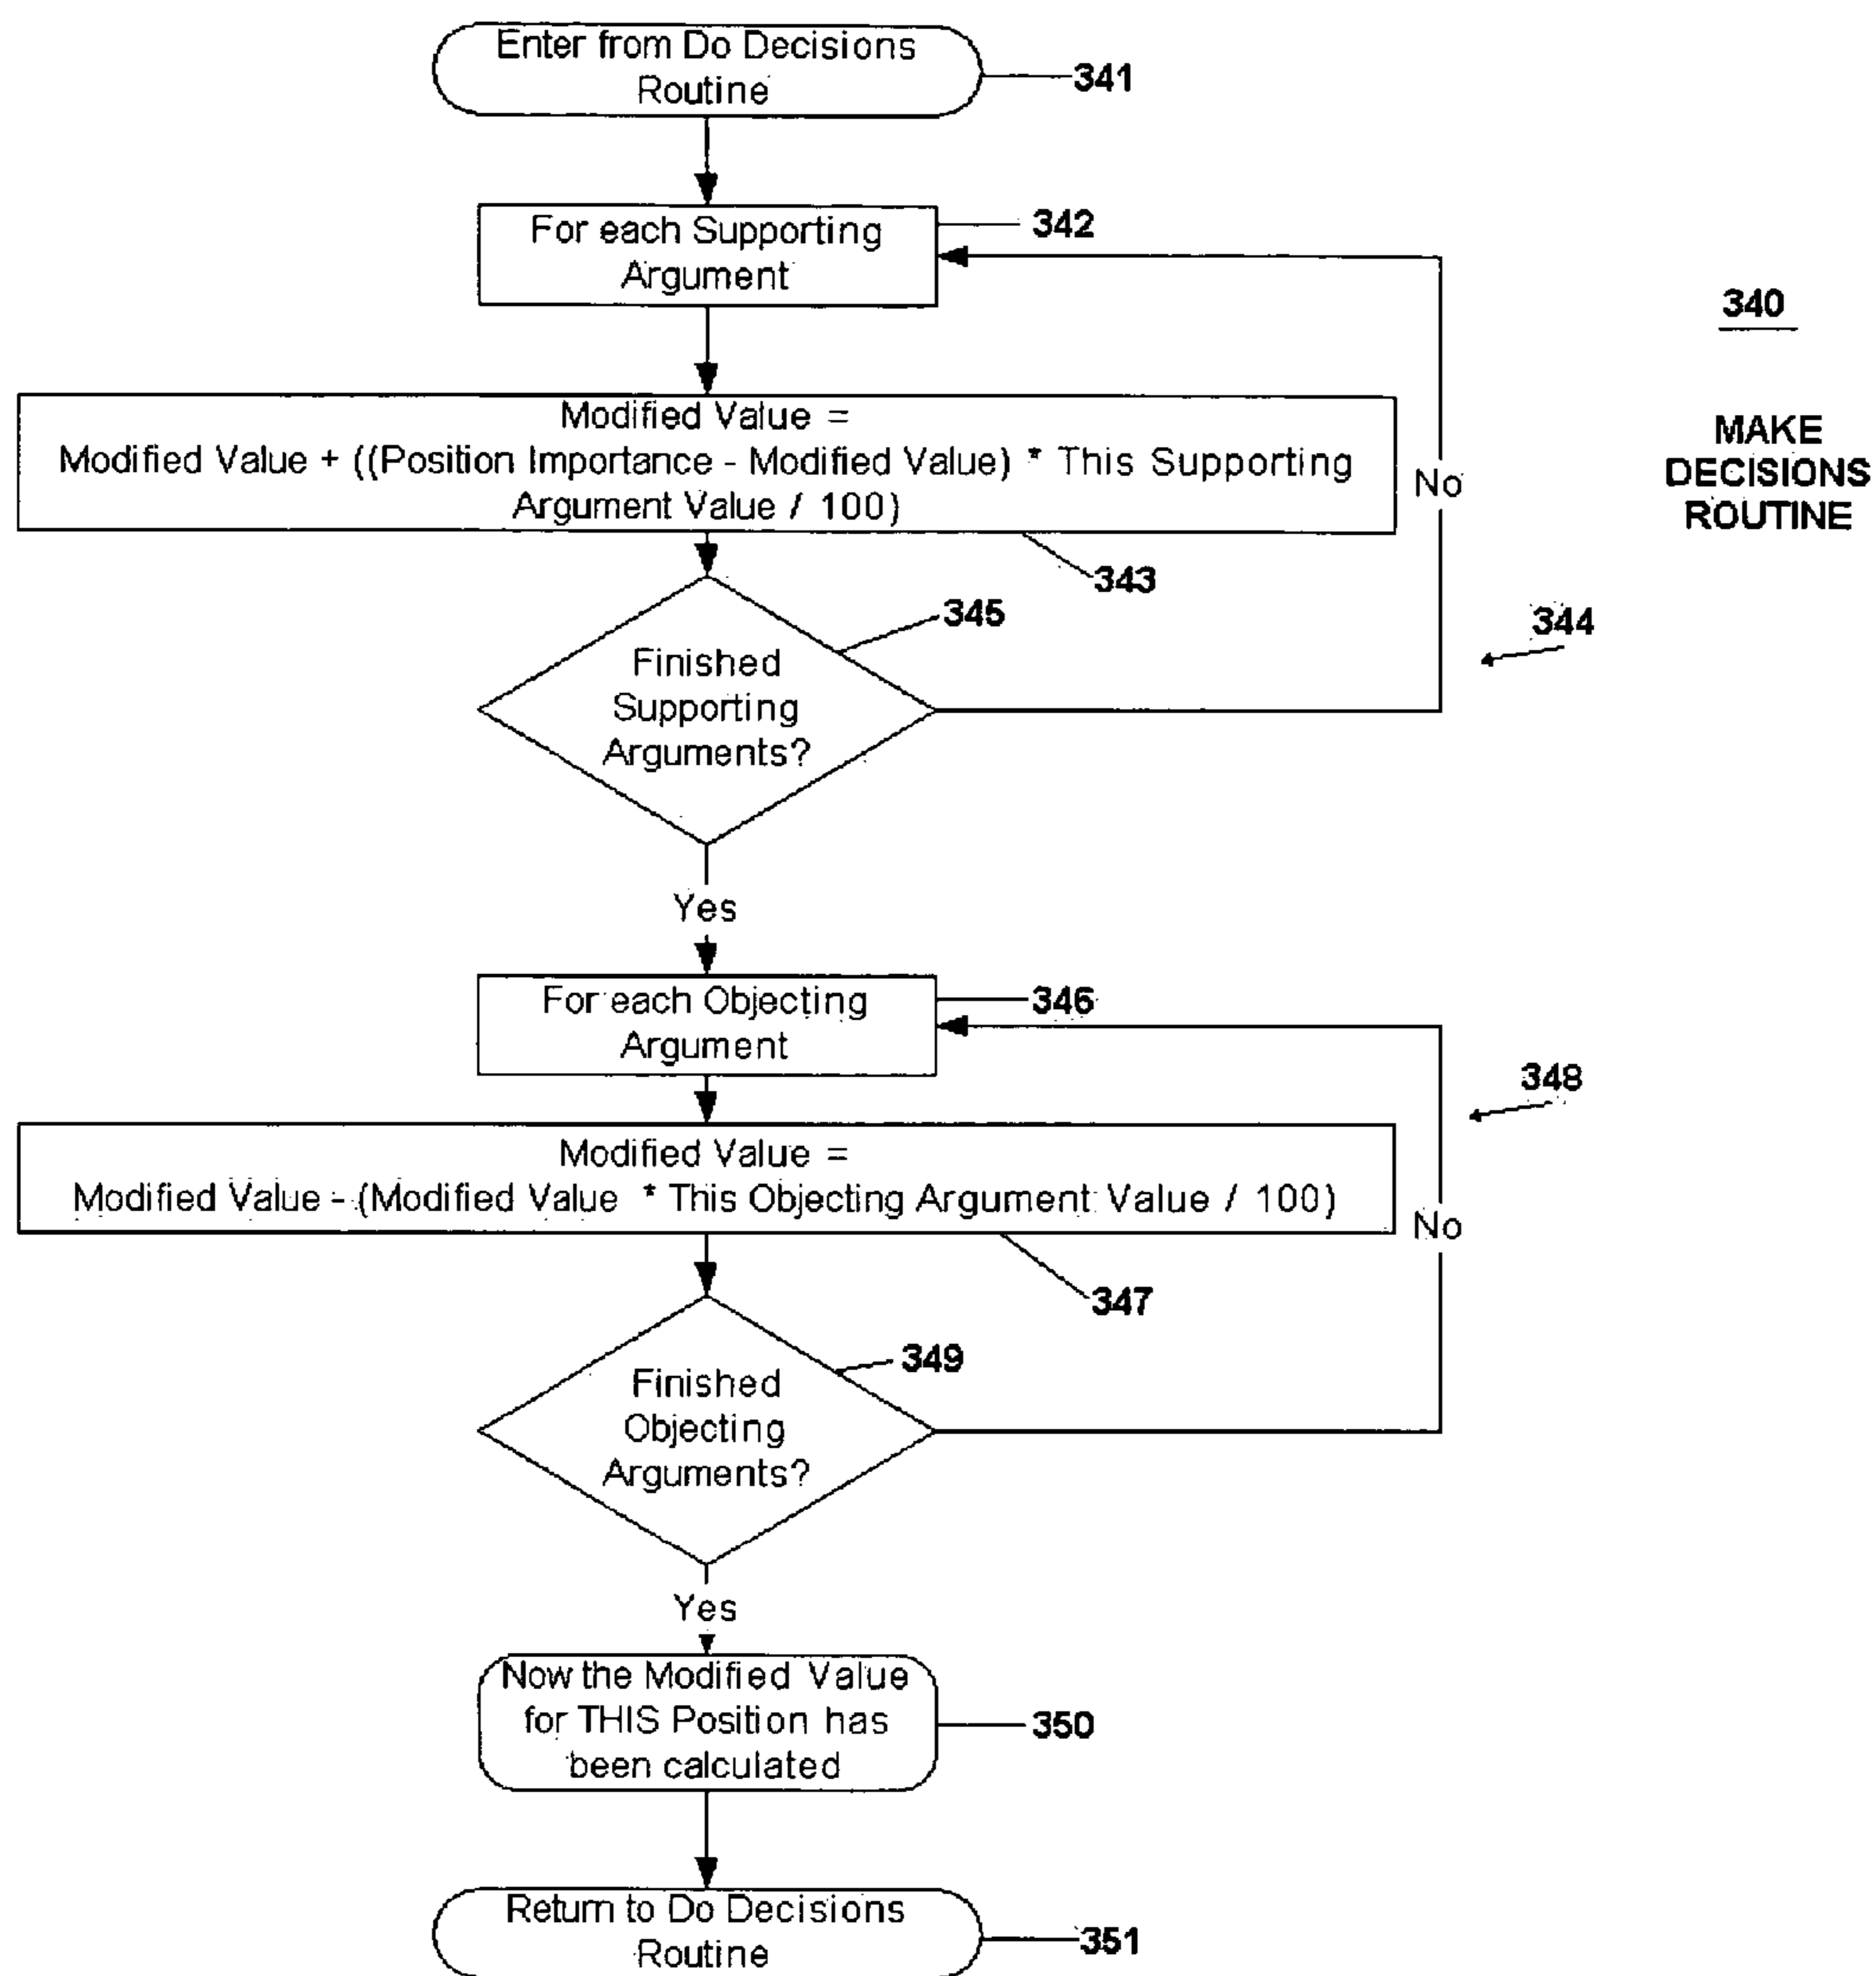 Enter from Do Decisions
Routine
341
For each Supporting
Argument
342
340
MAKE
DECISIONS
ROUTINE
Modified Value =
Modified Value + ((Position Importance - Modified Value) * This Supporting
Argument Value / 100)
No
343
345
344
Finished
Supporting
Arguments?
Yes
For each Objecting
Argument
346
348
Modified Value =
Modified Value - (Modified Value * This Objecting Argument Value / 100)
No
347
349
Finished
Objecting
Arguments?
Yes
Now the Modified Value
for THIS Position has
been calculated
350
Return to Do Decisions
Routine
351